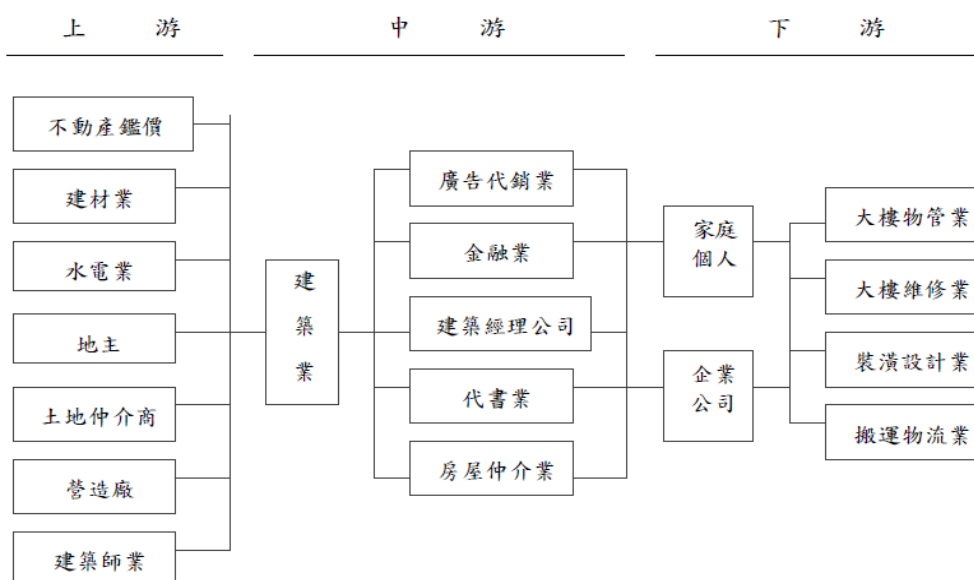 上 游
中 游
下 游
不動產鑑價
建材業
水電業
地主
土地仲介商
營造廠
建築師業
建
築
業
廣告代銷業
金融業
建築經理公司
代書業
房屋仲介業
家庭
個人
企業
公司
大樓物管業
大樓維修業
裝潢設計業
搬運物流業